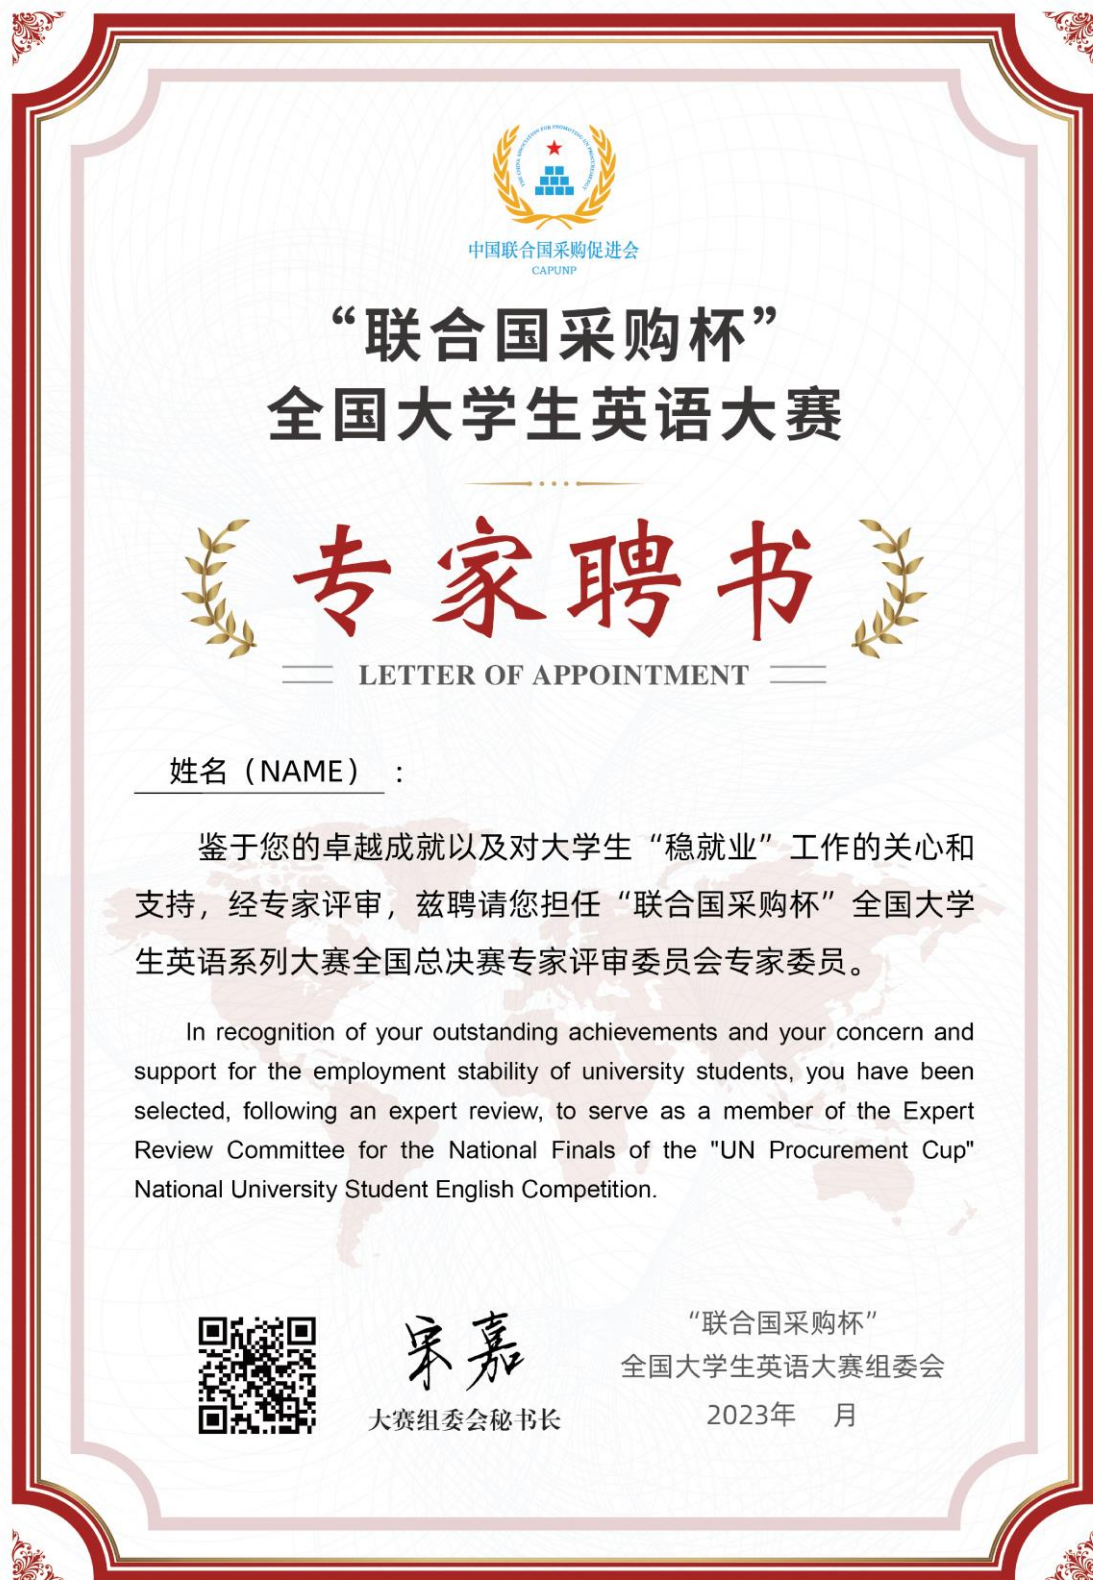 THE CHINA ASSOCIATION FOR PROMOTING UN PROCUREMENT
中国联合国采购促进会
CAPUNP
“联合国采购杯”
全国大学生英语大赛
专家聘书
LETTER OF APPOINTMENT
姓名（NAME）：
鉴于您的卓越成就以及对大学生“稳就业”工作的关心和
支持，经专家评审，兹聘请您担任“联合国采购杯”全国大学
生英语系列大赛全国总决赛专家评审委员会专家委员。
In recognition of your outstanding achievements and your concern and
support for the employment stability of university students, you have been
selected, following an expert review, to serve as a member of the Expert
Review Committee for the National Finals of the "UN Procurement Cup"
National University Student English Competition.
宋嘉
大赛组委会秘书长
“联合国采购杯”
全国大学生英语大赛组委会
2023年 月